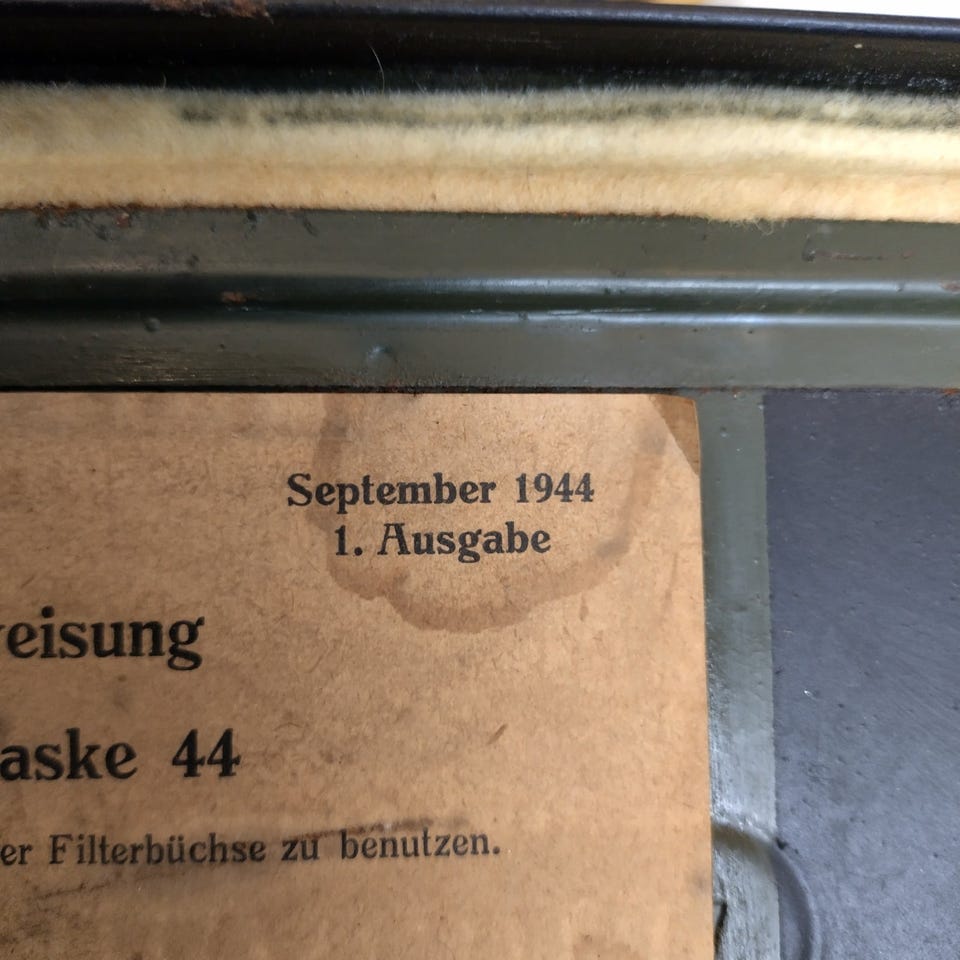 September 1944
1. Ausgabe
eisung
aske 44
er Filterbüchse zu benutzen.